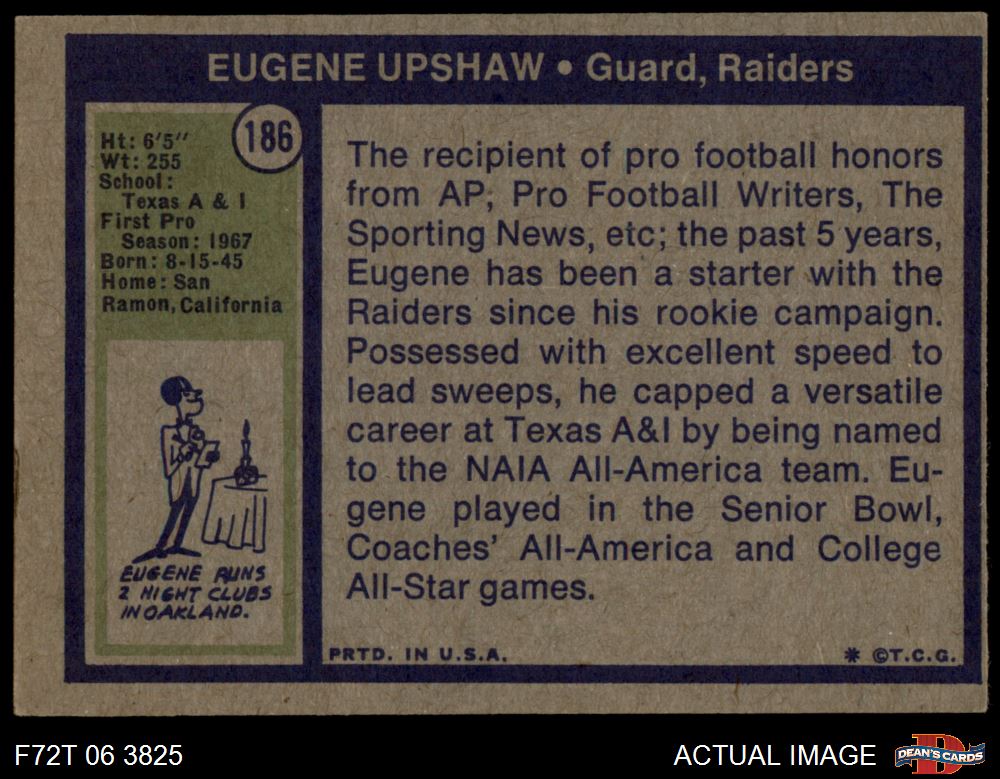 EUGENE UPSHAW • Guard, Raiders
186
Ht: 6'5"
Wt: 255
School:
Texas A & I
First Pro
Season: 1967
Born: 8-15-45
Home: San
Ramon, California
EUGENE RUNS
2 NIGHT CLUBS
IN OAKLAND.
The recipient of pro football honors
from AP; Pro Football Writers, The
Sporting News, etc; the past 5 years,
Eugene has been a starter with the
Raiders since his rookie campaign.
Possessed with excellent speed to
lead sweeps, he capped a versatile
career at Texas A&I by being named
to the NAIA All-America team. Eu-
gene played in the Senior Bowl,
Coaches' All-America and College
All-Star games.
PRTD. IN U.S.A.
* ©T.C.G.
F72T 06 3825
ACTUAL IMAGE
D
DEAN'S CARDS